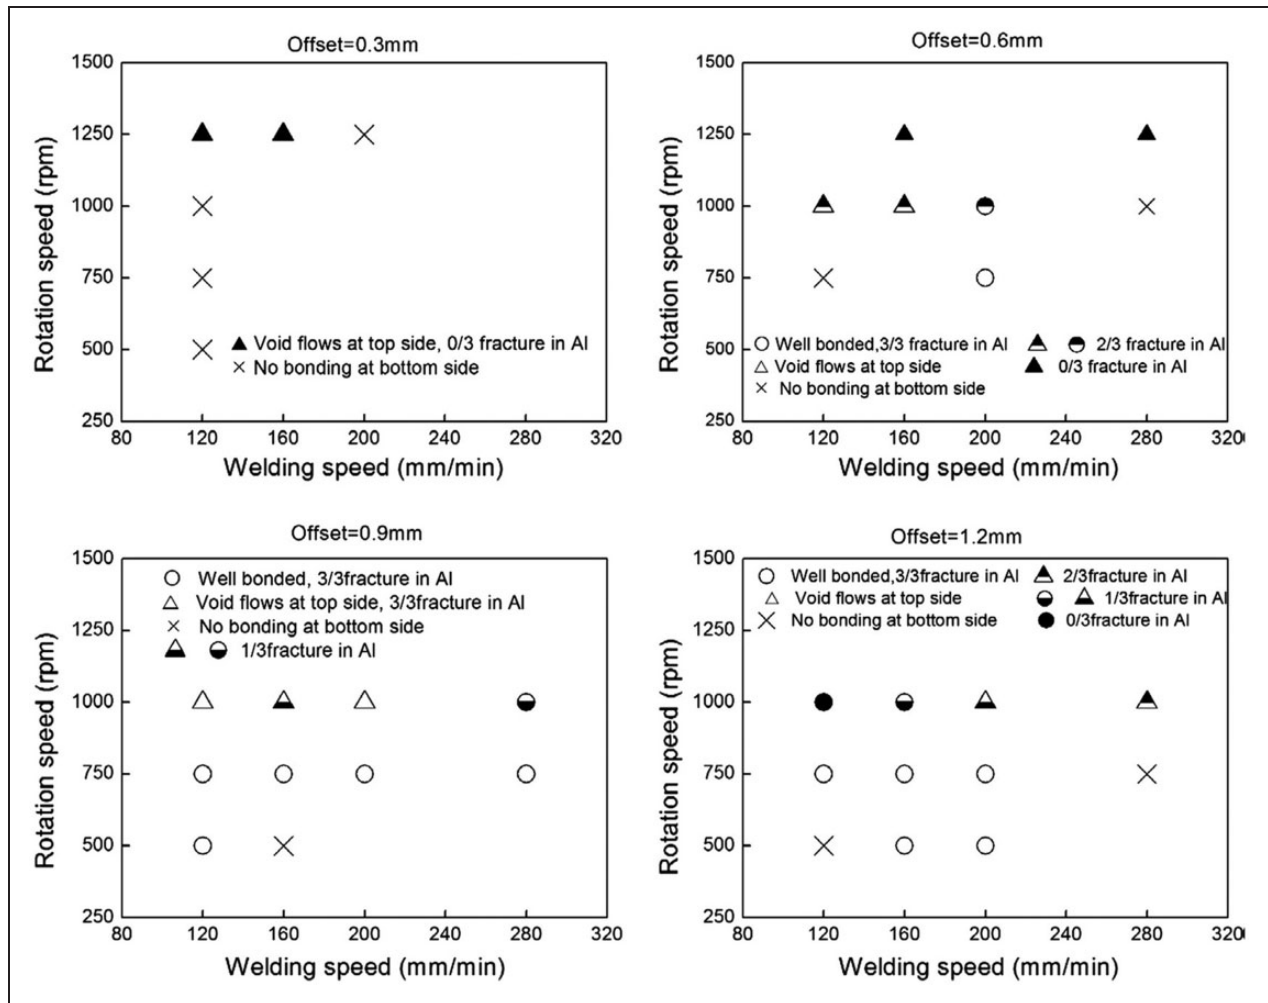 Offset=0.3mm
1500
1250
1000
750
500
250
Rotation speed (rpm)
Void flows at top side, 0/3 fracture in Al
No bonding at bottom side
80 120 160 200 240 280 320
Welding speed (mm/min)
Offset=0.6mm
1500
1250
1000
750
500
250
Rotation speed (rpm)
Well bonded,3/3 fracture in Al 2/3 fracture in Al
Void flows at top side 0/3 fracture in Al
No bonding at bottom side
80 120 160 200 240 280 320
Welding speed (mm/min)
Offset=0.9mm
1500
1250
1000
750
500
250
Rotation speed (rpm)
Well bonded, 3/3fracture in Al
Void flows at top side, 3/3fracture in Al
No bonding at bottom side
1/3fracture in Al
80 120 160 200 240 280 320
Welding speed (mm/min)
Offset=1.2mm
1500
1250
1000
750
500
250
Rotation speed (rpm)
Well bonded,3/3fracture in Al 2/3fracture in Al
Void flows at top side 1/3fracture in Al
No bonding at bottom side 0/3fracture in Al
80 120 160 200 240 280 320
Welding speed (mm/min)